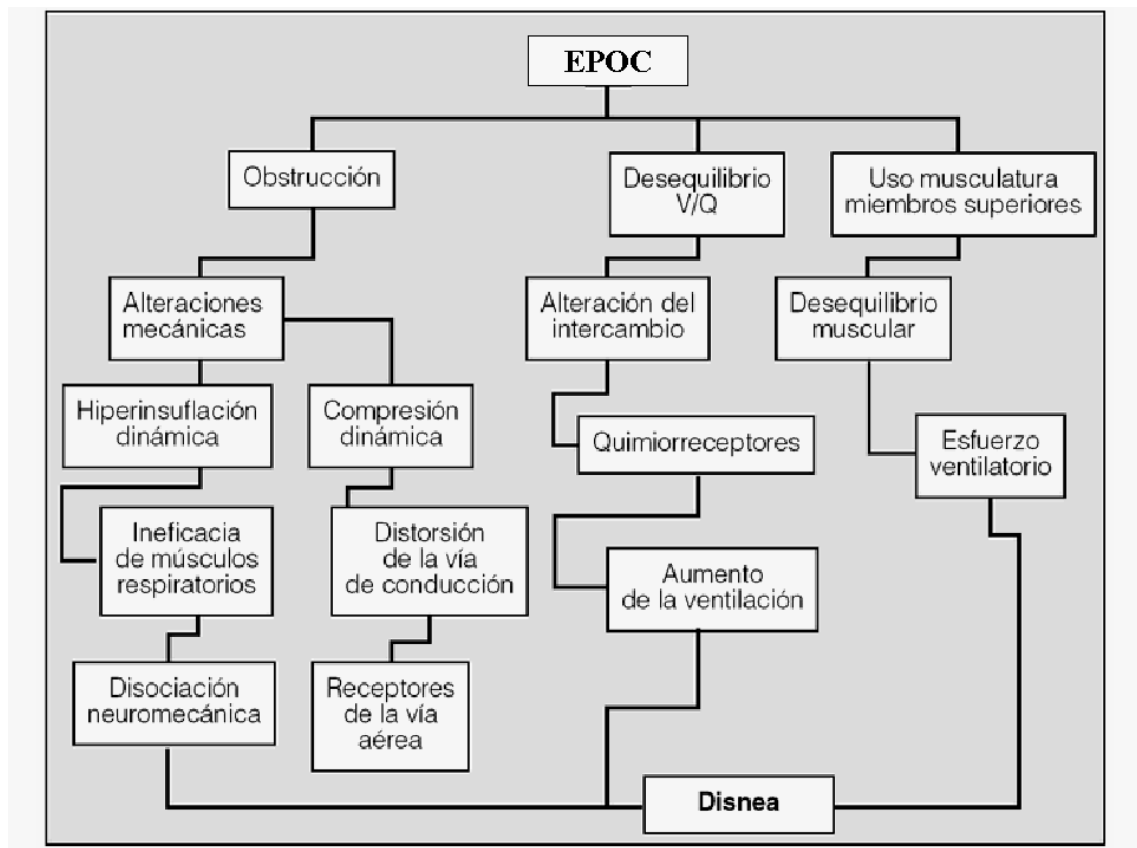 EPOC
Obstrucción
Desequilibrio
V/Q
Uso musculatura
miembros superiores
Alteraciones
mecánicas
Alteración del
intercambio
Desequilibrio
muscular
Hiperinsuflación
dinámica
Compresión
dinámica
Quimiorreceptores
Esfuerzo
ventilatorio
Ineficacia
de músculos
respiratorios
Distorsión
de la vía
de conducción
Aumento
de la ventilación
Disociación
neuromecánica
Receptores
de la vía
aérea
Disnea